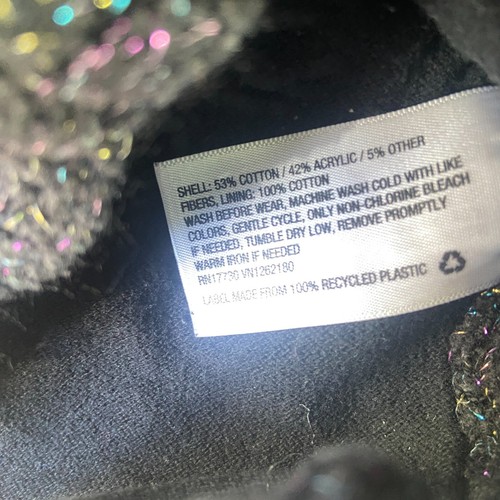 SHELL: 53% COTTON / 42% ACRYLIC / 5% OTHER
FIBERS, LINING: 100% COTTON
WASH BEFORE WEAR, MACHINE WASH COLD WITH LIKE
COLORS, GENTLE CYCLE, ONLY NON-CHLORINE BLEACH
IF NEEDED, TUMBLE DRY LOW, REMOVE PROMPTLY
WARM IRON IF NEEDED
RN17730 VN1262180
LABEL MADE FROM 100% RECYCLED PLASTIC